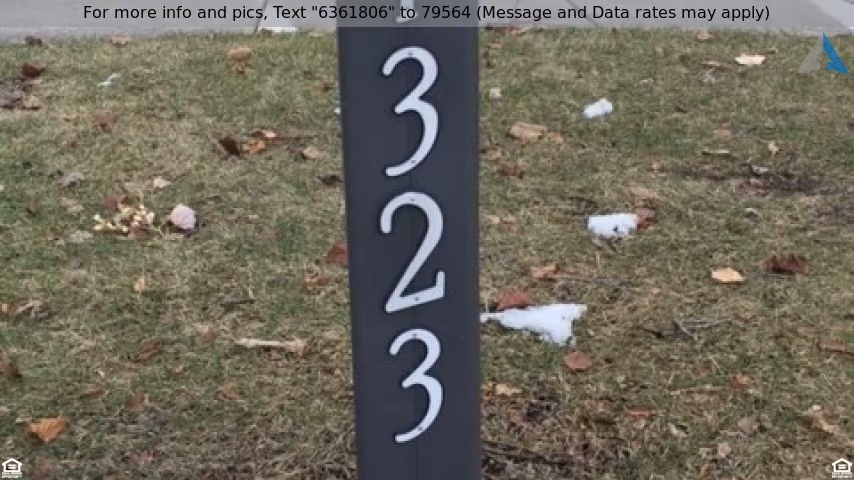 For more info and pics, Text "6361806" to 79564 (Message and Data rates may apply)
3
2
3